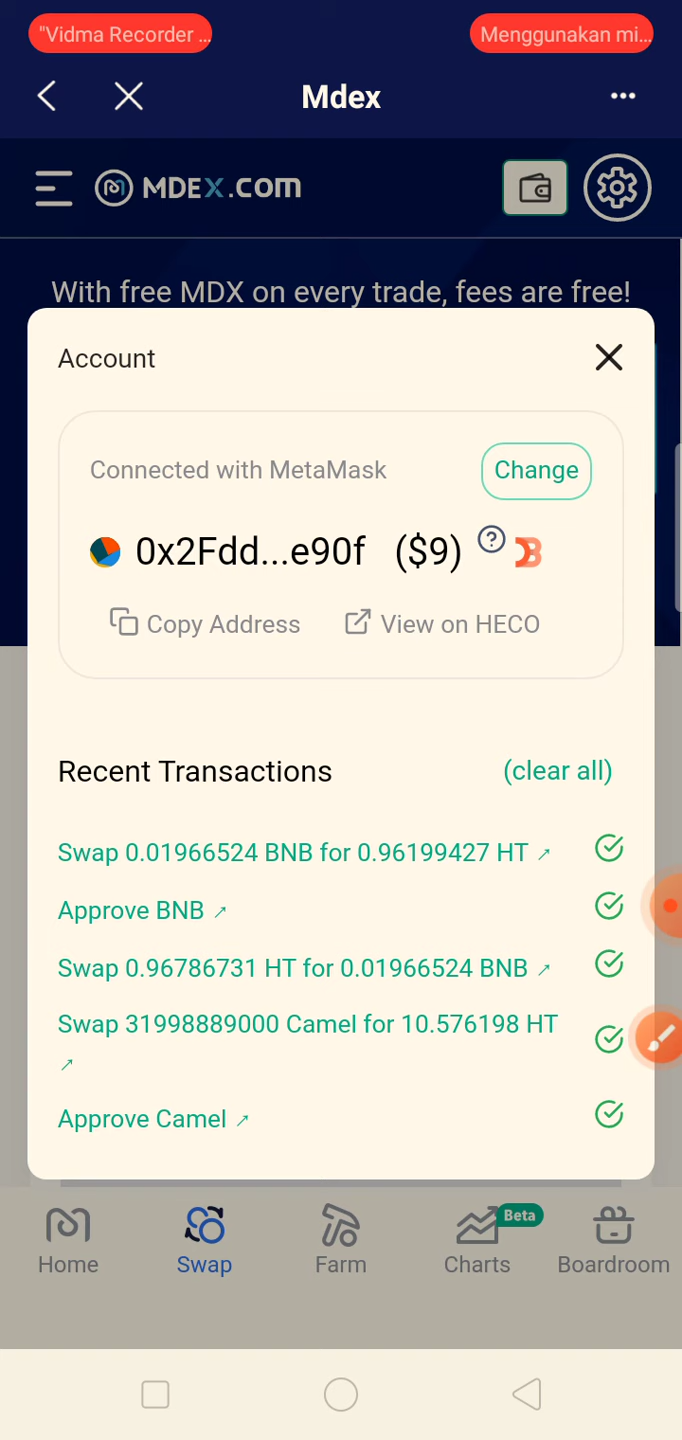 "Vidma Recorder ...
Menggunakan mi...
Mdex
MDEX.COM
With free MDX on every trade, fees are free!
Account
Connected with MetaMask
Change
0x2Fdd...e90f ($9)
Copy Address
View on HECO
Recent Transactions
(clear all)
Swap 0.01966524 BNB for 0.96199427 HT ↗
Approve BNB ↗
Swap 0.96786731 HT for 0.01966524 BNB ↗
Swap 31998889000 Camel for 10.576198 HT
↗
Approve Camel ↗
Beta
Home
Swap
Farm
Charts
Boardroom